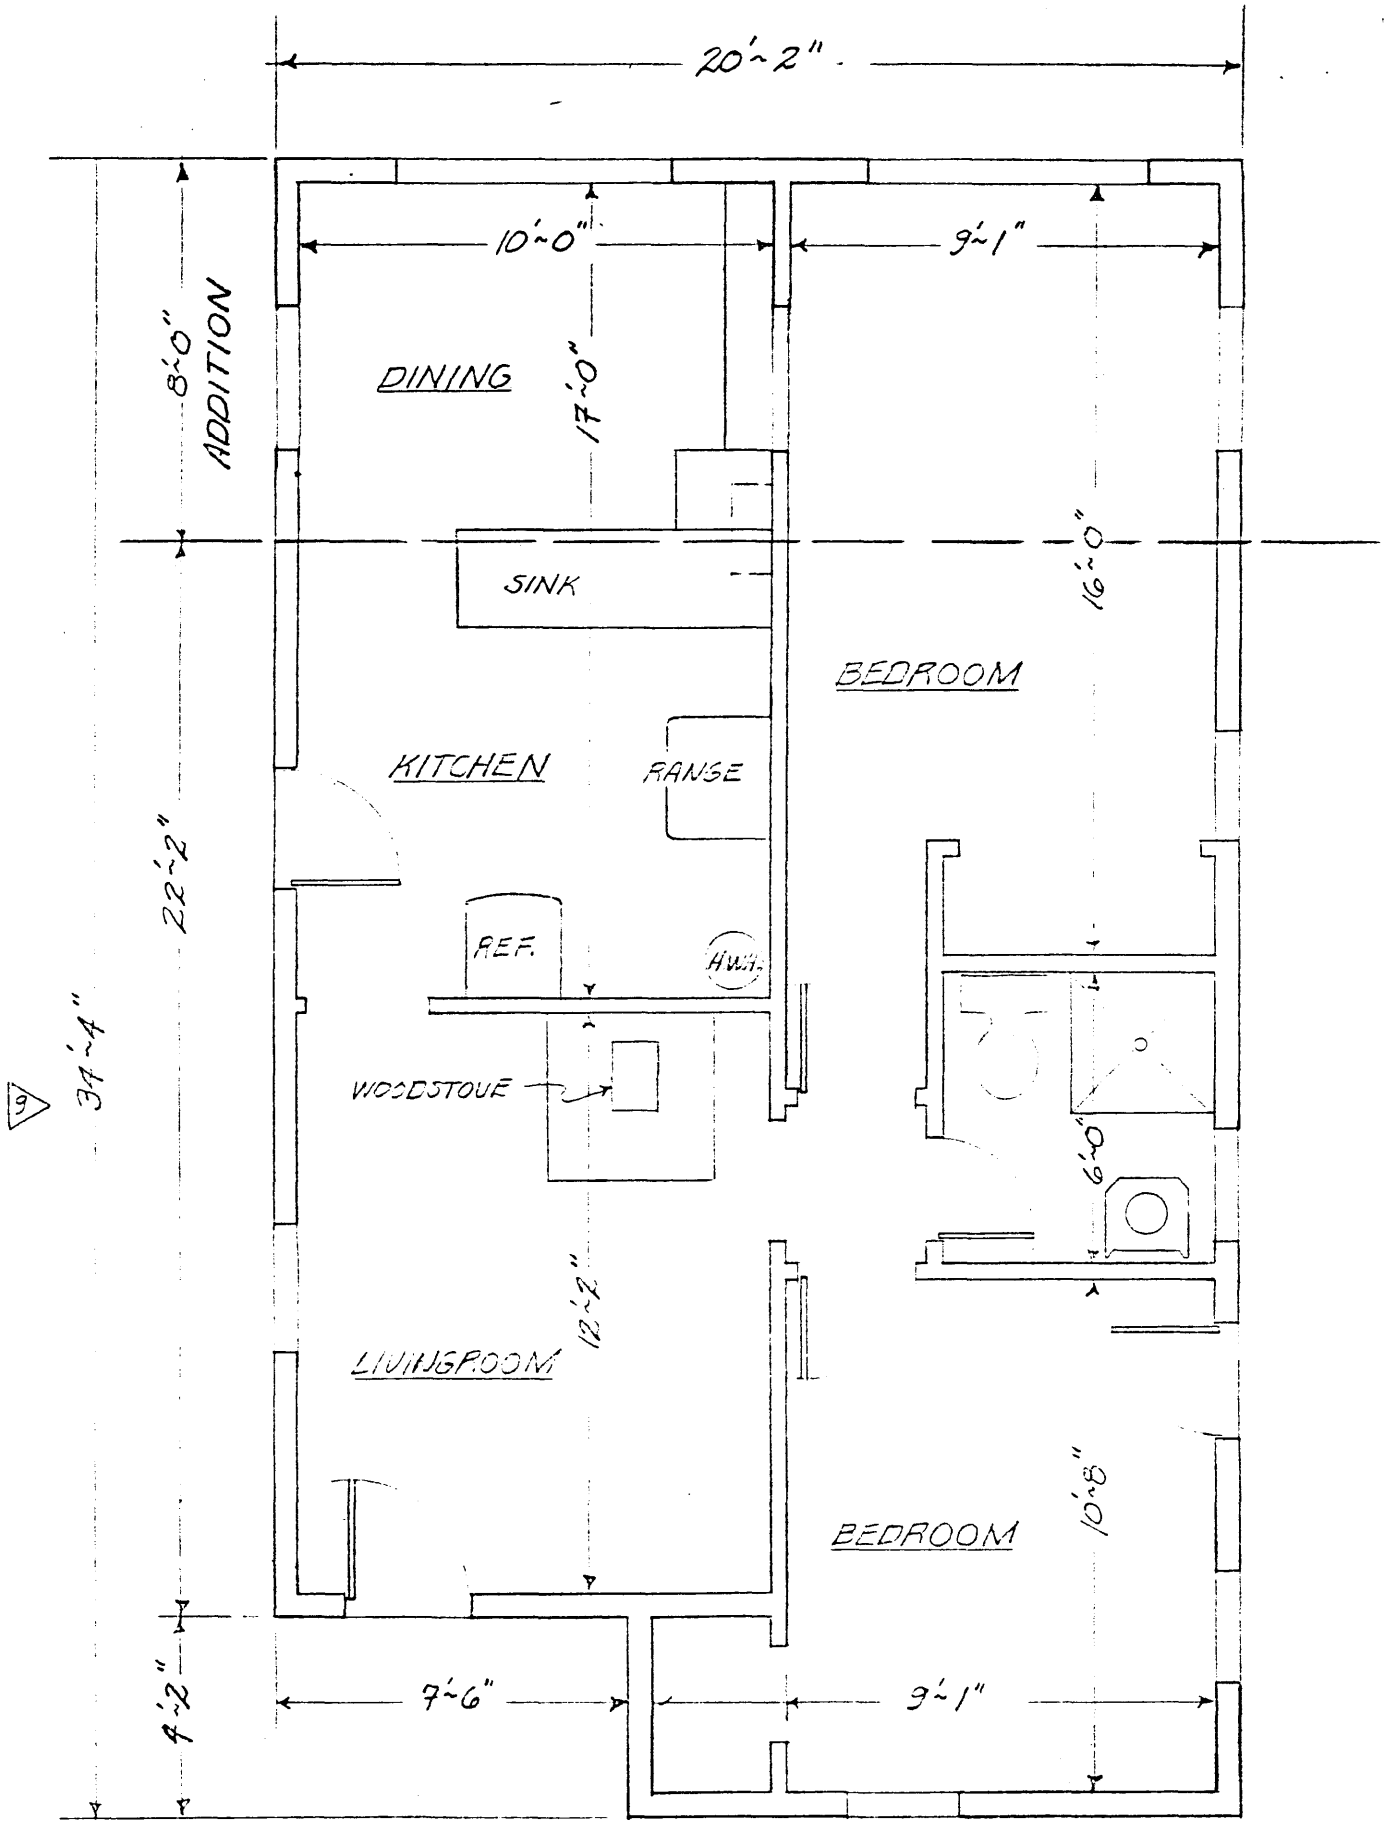 20'~2"
10'~0"
9'~1"
8'~0"
ADDITION
DINING
17'~0"
16'~0"
SINK
BEDROOM
KITCHEN
RANGE
22'~2"
REF.
H.W.H.
34'~4"
9
WOODSTOVE
6'~0"
12'~2"
LIVINGROOM
10'~8"
BEDROOM
4'~2"
7'~6"
9'~1"